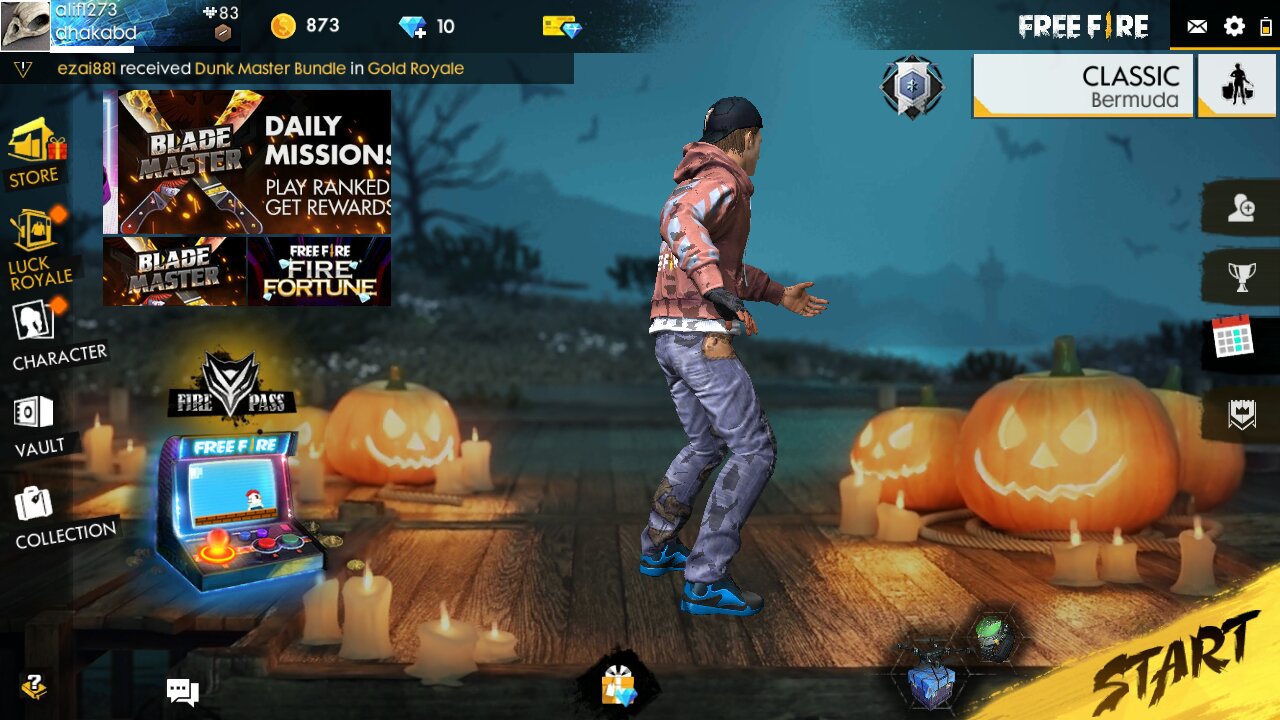 alifl273
dhakabd
83
873
10
FREE FIRE
ezai881 received Dunk Master Bundle in Gold Royale
CLASSIC
Bermuda
BLADE
MASTER
DAILY
MISSIONS
PLAY RANKED
GET REWARDS
BLADE
MASTER
FREE FIRE
FIRE
FORTUNE
STORE
LUCK
ROYALE
CHARACTER
VAULT
COLLECTION
FIRE PASS
FREE FIRE
START